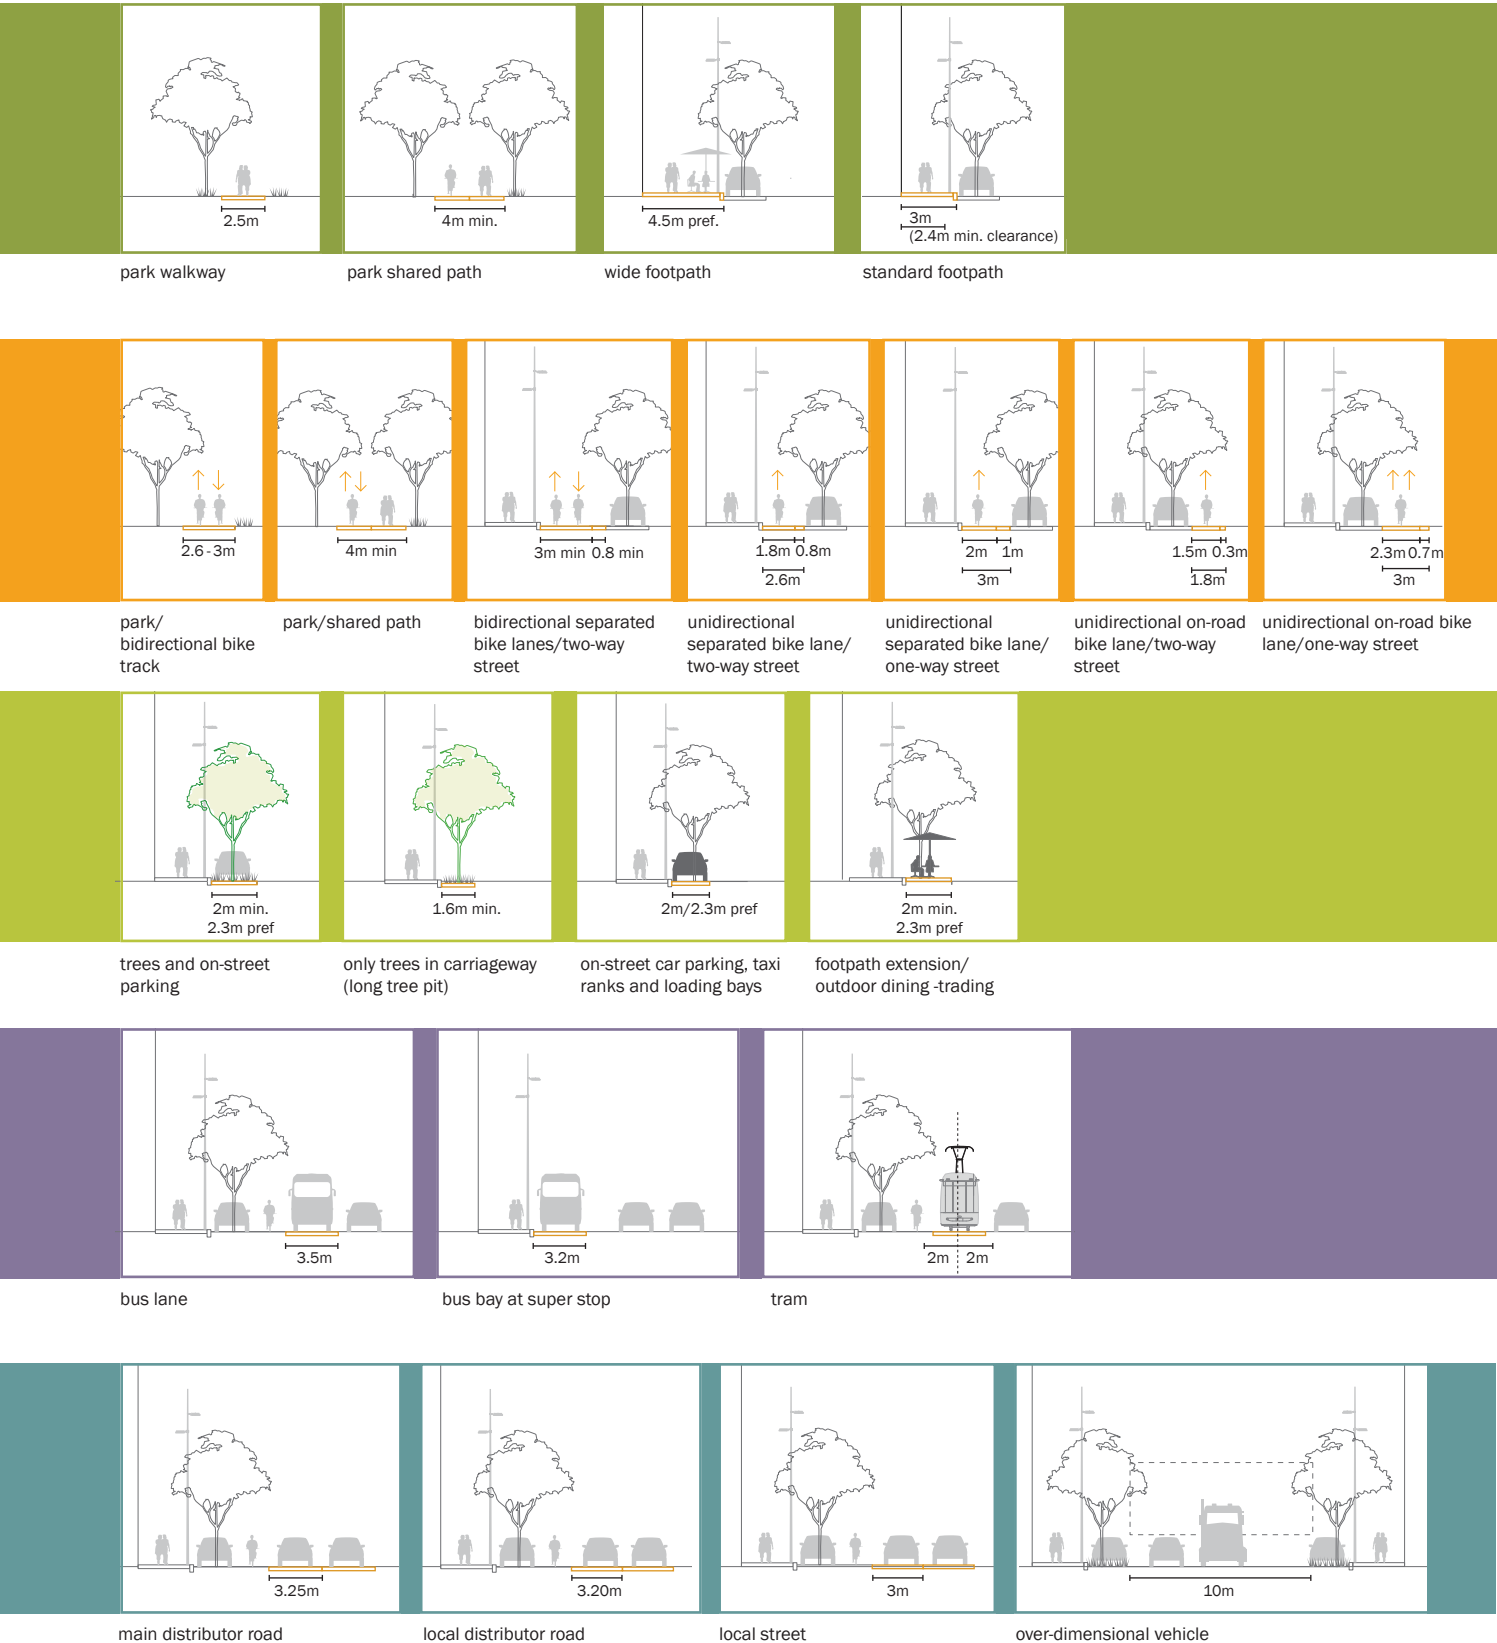 2.5m
4m min.
4.5m pref.
3m
(2.4m min. clearance)
park walkway
park shared path
wide footpath
standard footpath
2.6-3m
4m min
3m min 0.8 min
1.8m 0.8m
2.6m
2m 1m
3m
1.5m 0.3m
1.8m
2.3m 0.7m
3m
park/
bidirectional bike
track
park/shared path
bidirectional separated
bike lanes/two-way
street
unidirectional
separated bike lane/
two-way street
unidirectional
separated bike lane/
one-way street
unidirectional on-road
bike lane/two-way
street
unidirectional on-road bike
lane/one-way street
2m min.
2.3m pref
1.6m min.
2m/2.3m pref
2m min.
2.3m pref
trees and on-street
parking
only trees in carriageway
(long tree pit)
on-street car parking, taxi
ranks and loading bays
footpath extension/
outdoor dining -trading
3.5m
3.2m
2m 2m
bus lane
bus bay at super stop
tram
3.25m
3.20m
3m
10m
main distributor road
local distributor road
local street
over-dimensional vehicle